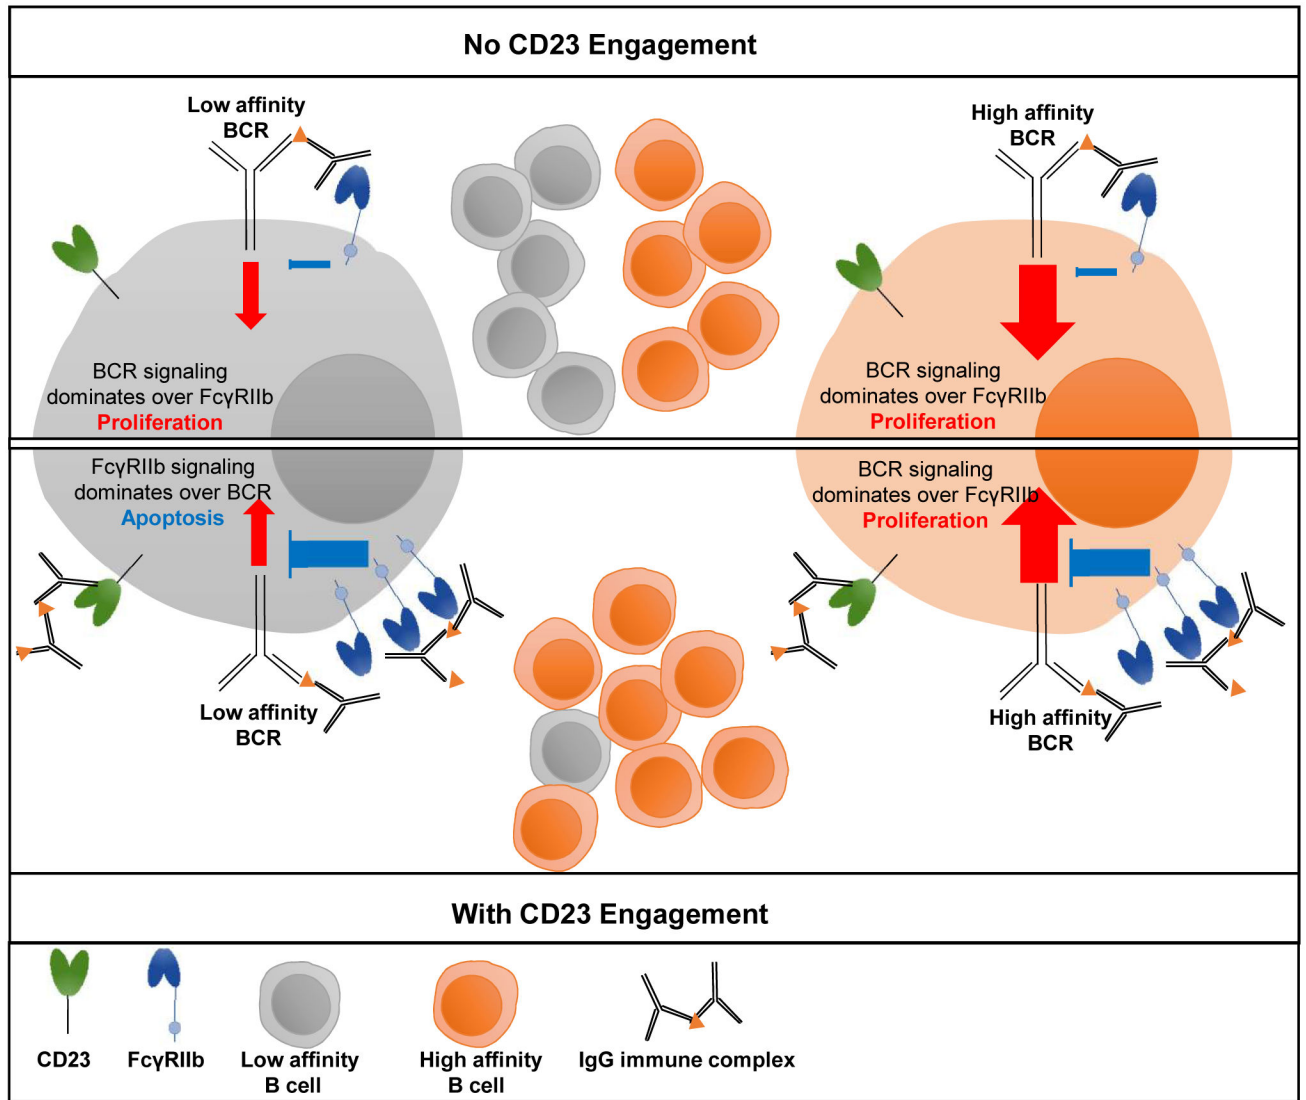 No CD23 Engagement
Low affinity
BCR
High affinity
BCR
BCR signaling
dominates over FcγRIIb
Proliferation
BCR signaling
dominates over FcγRIIb
Proliferation
FcγRIIb signaling
dominates over BCR
Apoptosis
BCR signaling
dominates over FcγRIIb
Proliferation
Low affinity
BCR
High affinity
BCR
With CD23 Engagement
CD23
FcγRIIb
Low affinity
B cell
High affinity
B cell
IgG immune complex